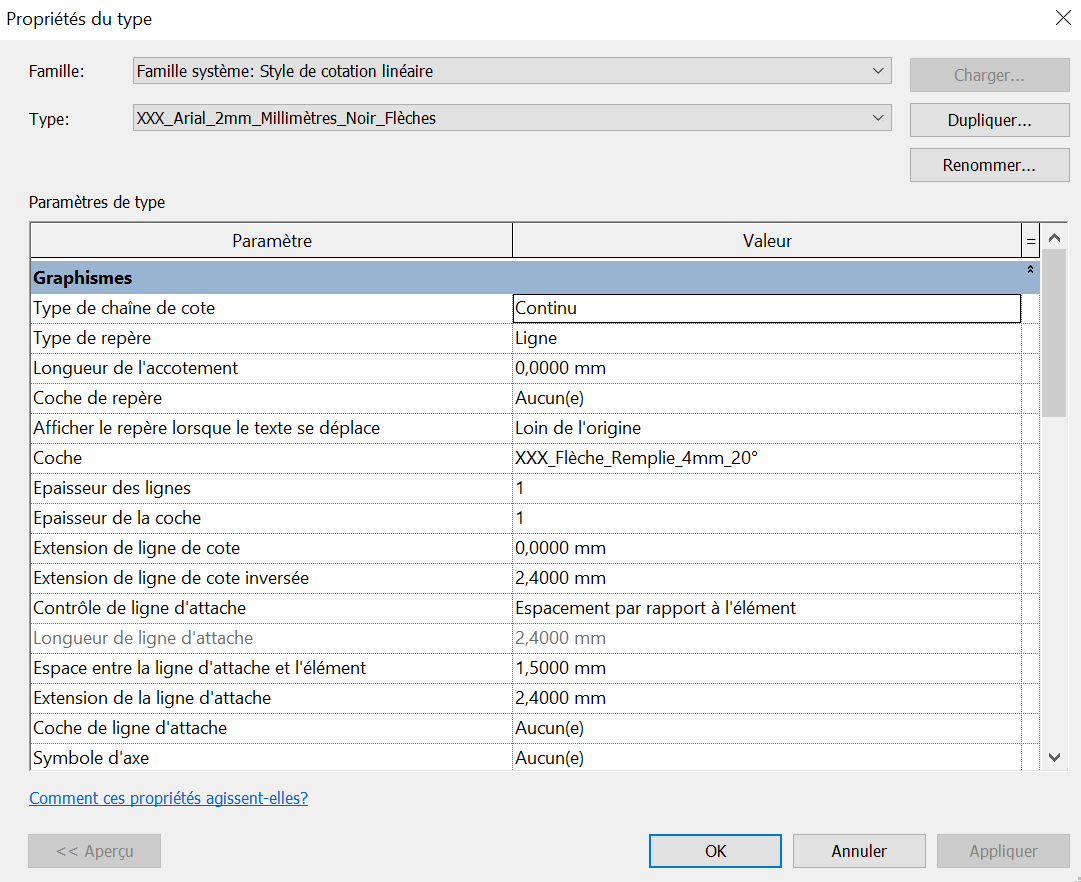 Propriétés du type
Famille: Famille système: Style de cotation linéaire Charger...
Type: XXX_Arial_2mm_Millimètres_Noir_Flèches Dupliquer...
Renommer...
Paramètres de type
Paramètre Valeur =
Graphismes
Type de chaîne de cote Continu
Type de repère Ligne
Longueur de l'accotement 0,0000 mm
Coche de repère Aucun(e)
Afficher le repère lorsque le texte se déplace Loin de l'origine
Coche XXX_Flèche_Remplie_4mm_20°
Epaisseur des lignes 1
Epaisseur de la coche 1
Extension de ligne de cote 0,0000 mm
Extension de ligne de cote inversée 2,4000 mm
Contrôle de ligne d'attache Espacement par rapport à l'élément
Longueur de ligne d'attache 2,4000 mm
Espace entre la ligne d'attache et l'élément 1,5000 mm
Extension de la ligne d'attache 2,4000 mm
Coche de ligne d'attache Aucun(e)
Symbole d'axe Aucun(e)
Comment ces propriétés agissent-elles?
<< Aperçu OK Annuler Appliquer